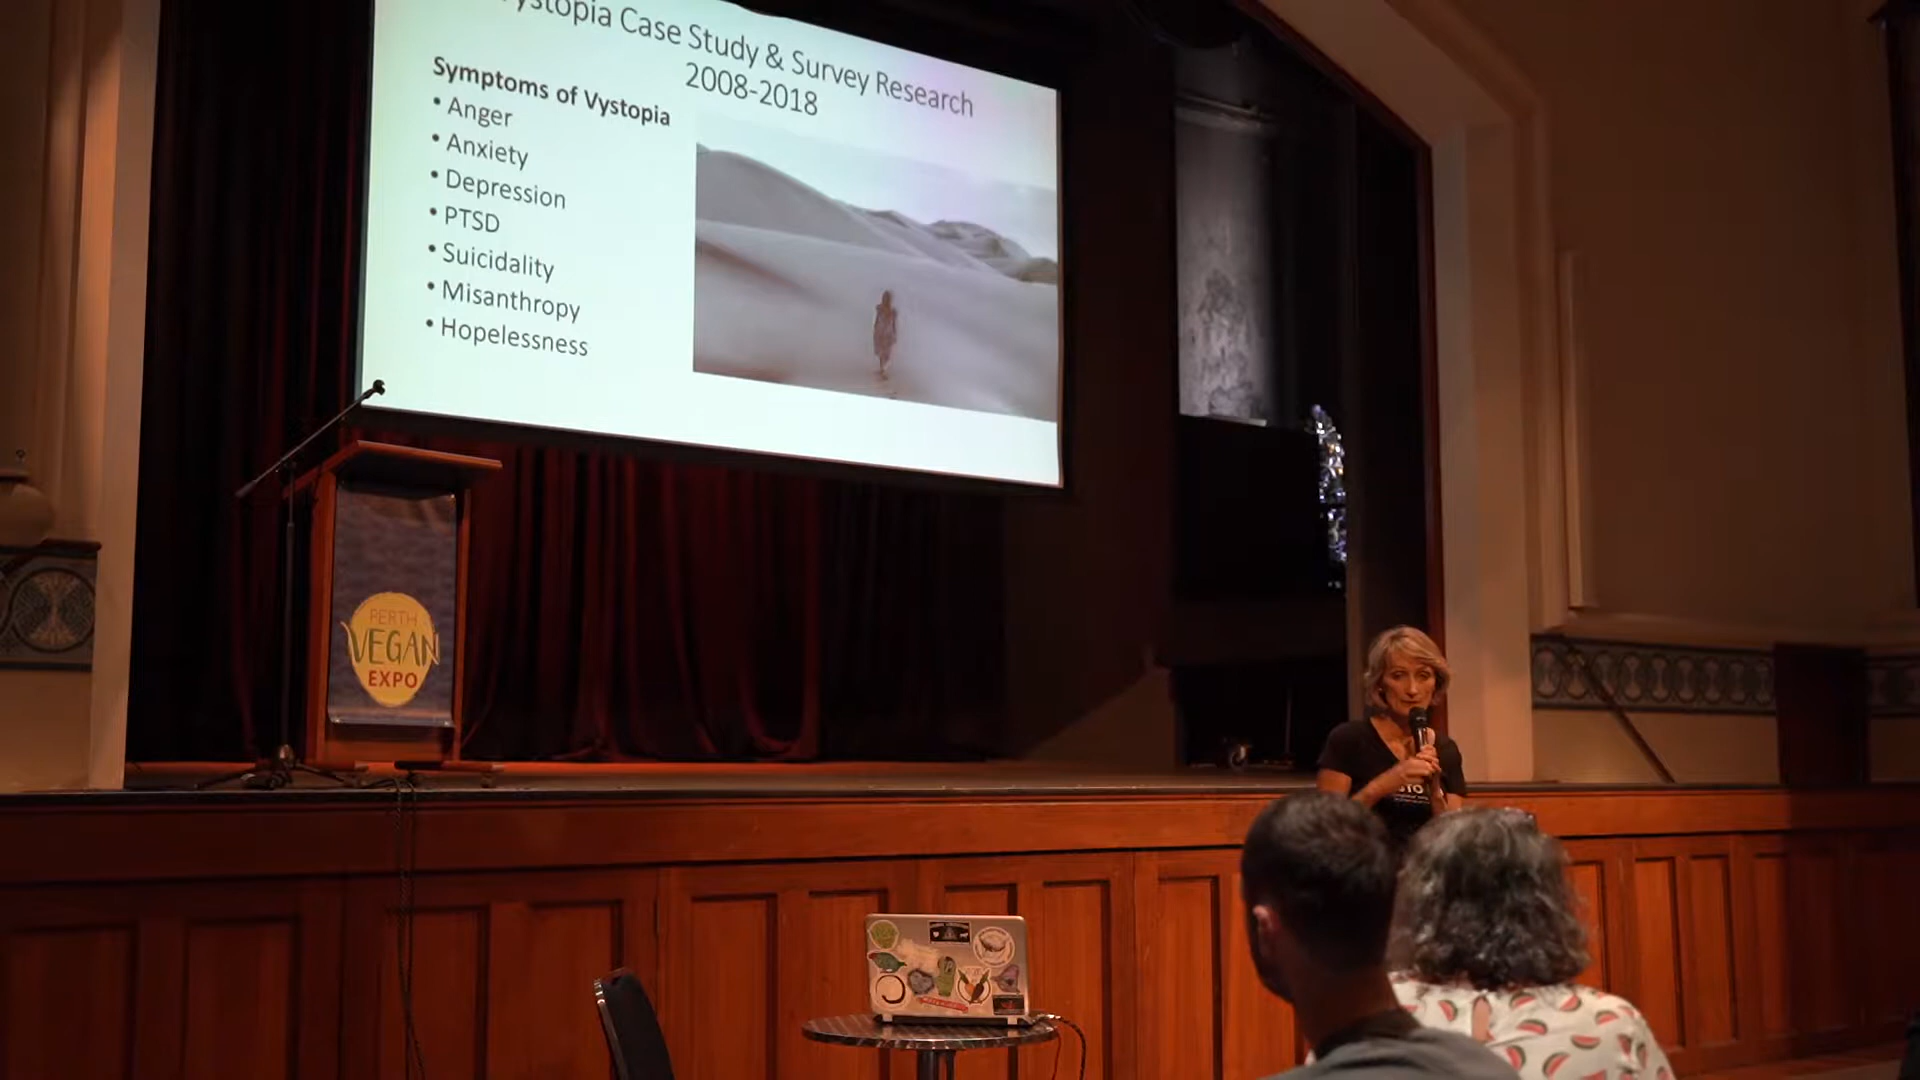 Vystopia Case Study & Survey Research
2008-2018
Symptoms of Vystopia
• Anger
• Anxiety
• Depression
• PTSD
• Suicidality
• Misanthropy
• Hopelessness
PERTH
VEGAN
EXPO